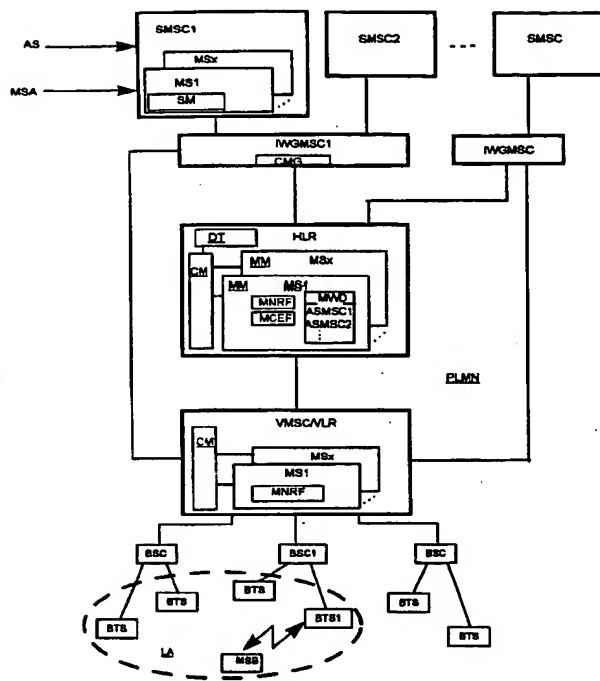 SMSC1
SMSC2
SMSC
AS
MSx
MSA
MS1
SM
IWGMSC1
CMG
IWGMSC
DT
HLR
CM
MM
MSx
MM
MS1
MNRF
MWD
MCEF
ASMSC1
ASMSC2
PLMN
VMSC/VLR
CM
MSx
MS1
MNRF
BSC
BSC1
BSC
BTS
BTS
BTS
BTS
BTS1
BTS
LA
MSB